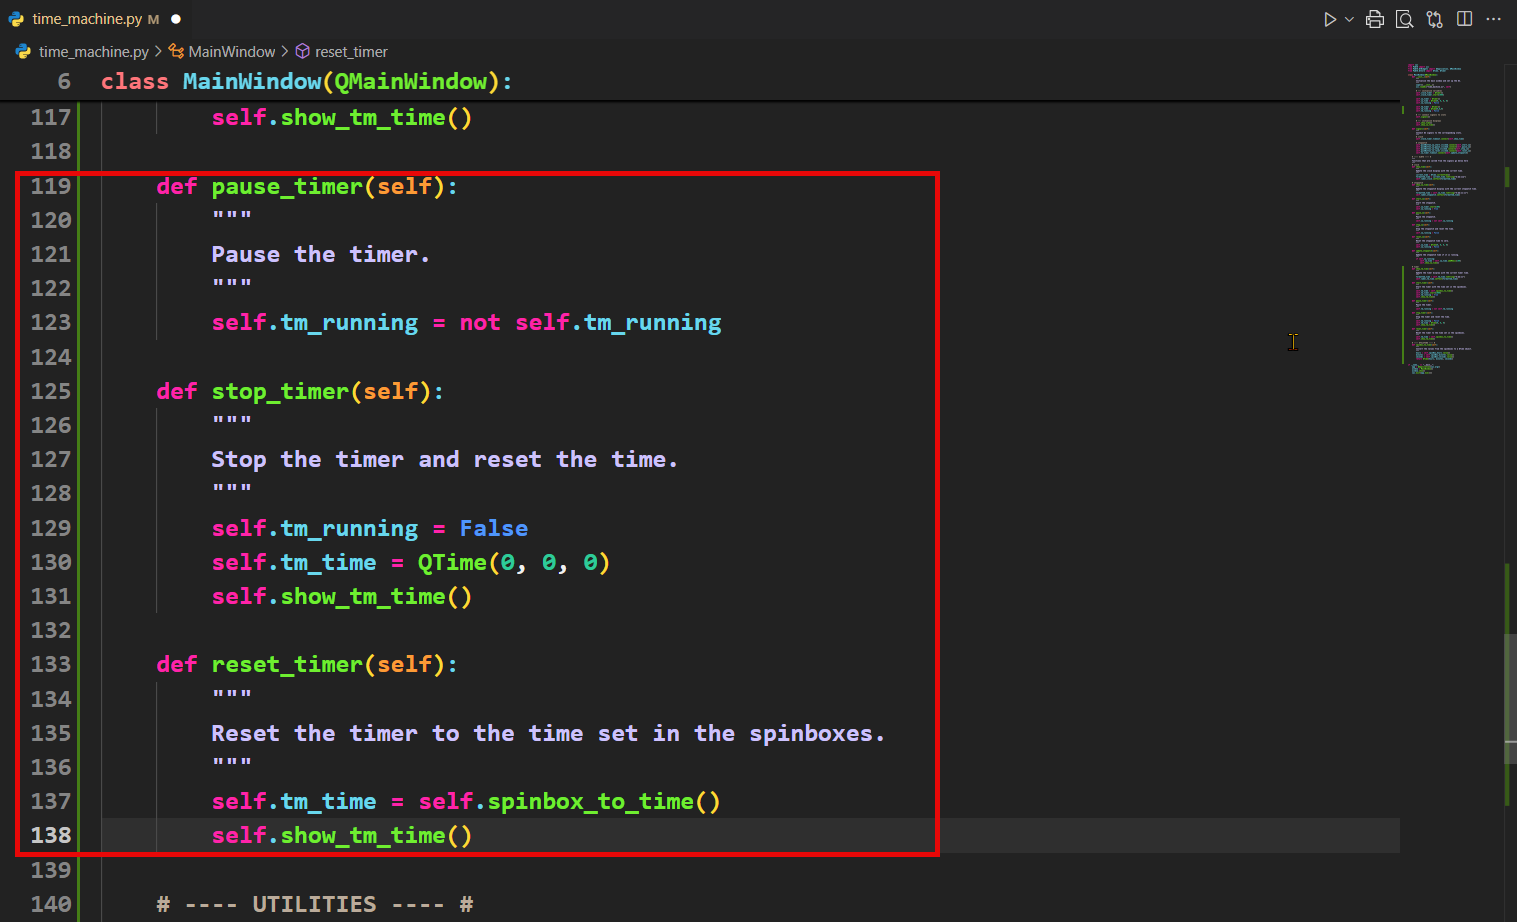 time_machine.py M
time_machine.py > MainWindow > reset_timer
6 class MainWindow(QMainWindow):
117 self.show_tm_time()
118
119 def pause_timer(self):
120 """
121 Pause the timer.
122 """
123 self.tm_running = not self.tm_running
124
125 def stop_timer(self):
126 """
127 Stop the timer and reset the time.
128 """
129 self.tm_running = False
130 self.tm_time = QTime(0, 0, 0)
131 self.show_tm_time()
132
133 def reset_timer(self):
134 """
135 Reset the timer to the time set in the spinboxes.
136 """
137 self.tm_time = self.spinbox_to_time()
138 self.show_tm_time()
139
140 # ---- UTILITIES ---- #